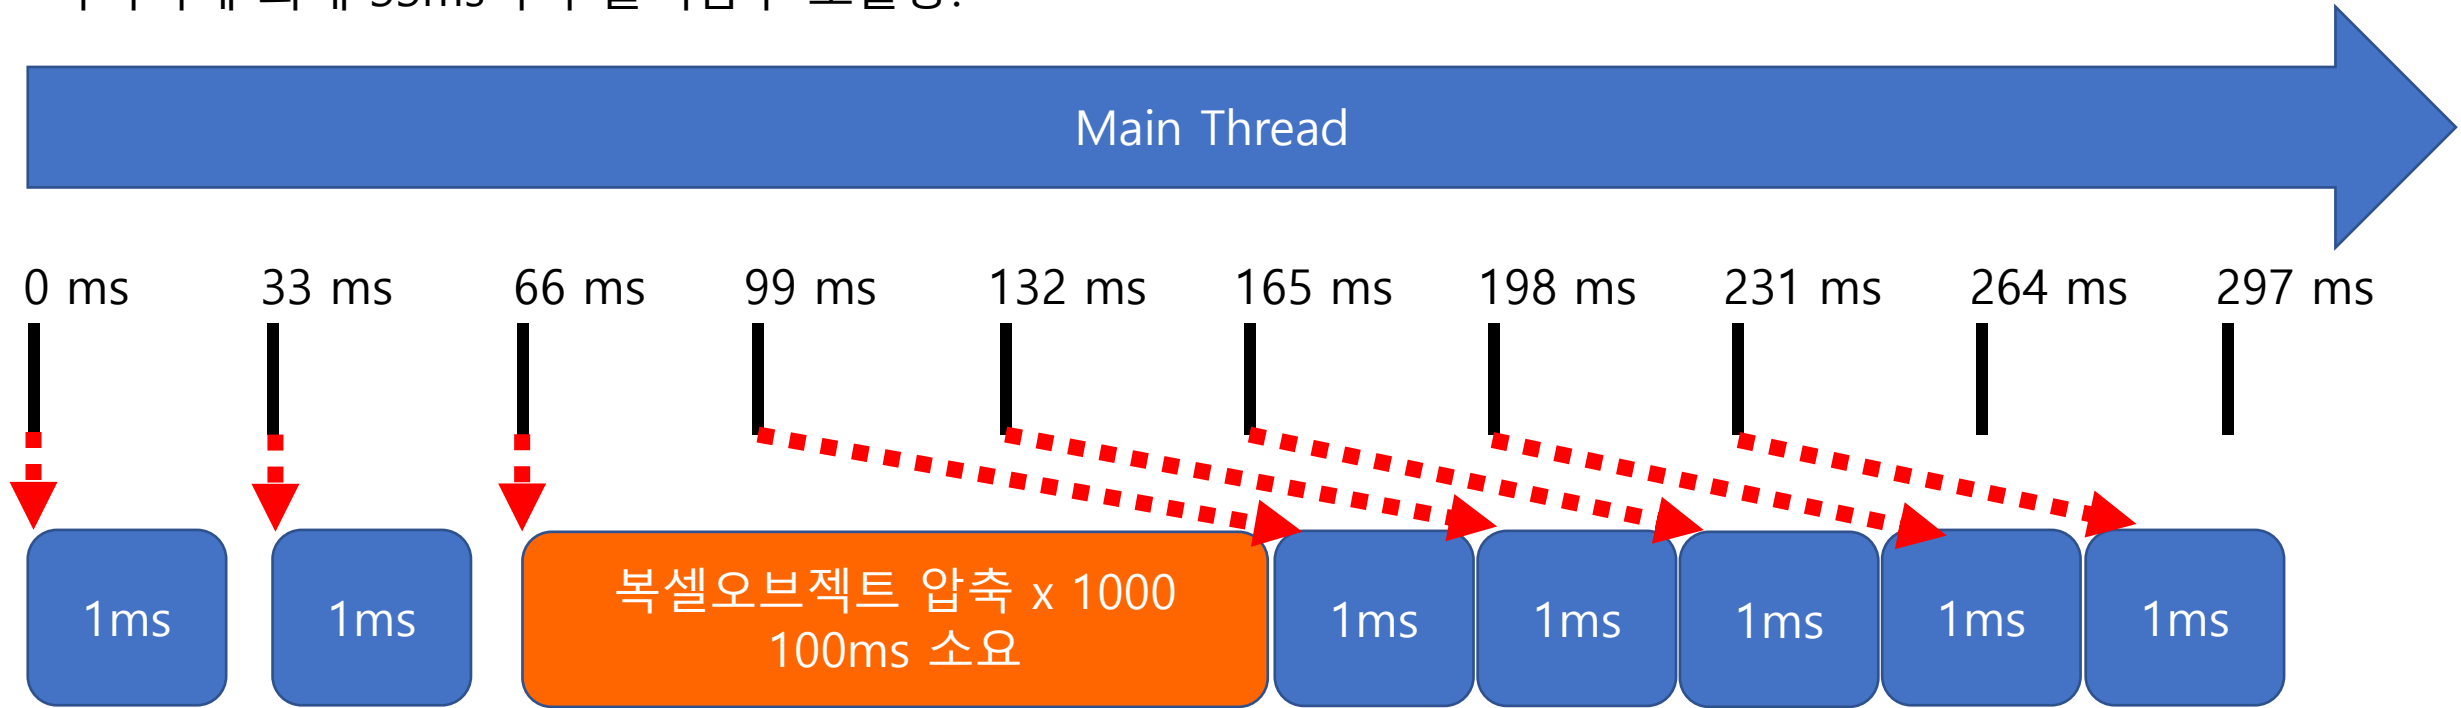 33ms
Main Thread
0 ms 33 ms 66 ms 99 ms 132 ms 165 ms 198 ms 231 ms 264 ms 297 ms
1ms 1ms 복셀오브젝트 압축 x 1000
100ms 소요 1ms 1ms 1ms 1ms 1ms